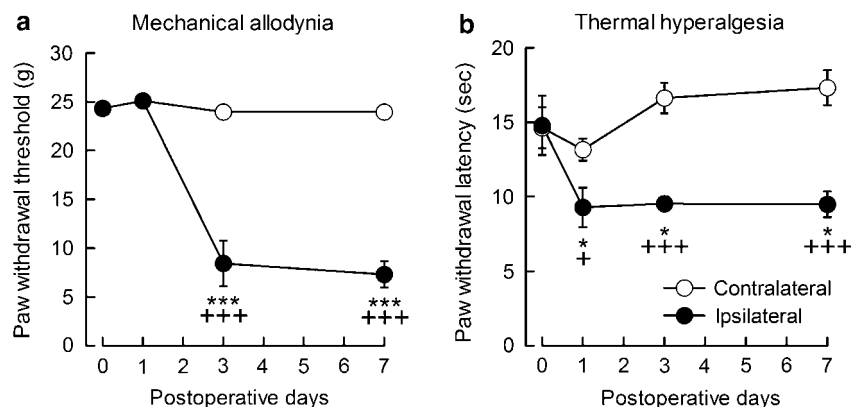 a Mechanical allodynia
Paw withdrawal threshold (g)
30
25
20
15
10
5
0
***
+++
***
+++
0 1 2 3 4 5 6 7
Postoperative days
b Thermal hyperalgesia
Paw withdrawal latency (sec)
20
15
10
5
0
*
+
*
+++
*
+++
Contralateral
Ipsilateral
0 1 2 3 4 5 6 7
Postoperative days